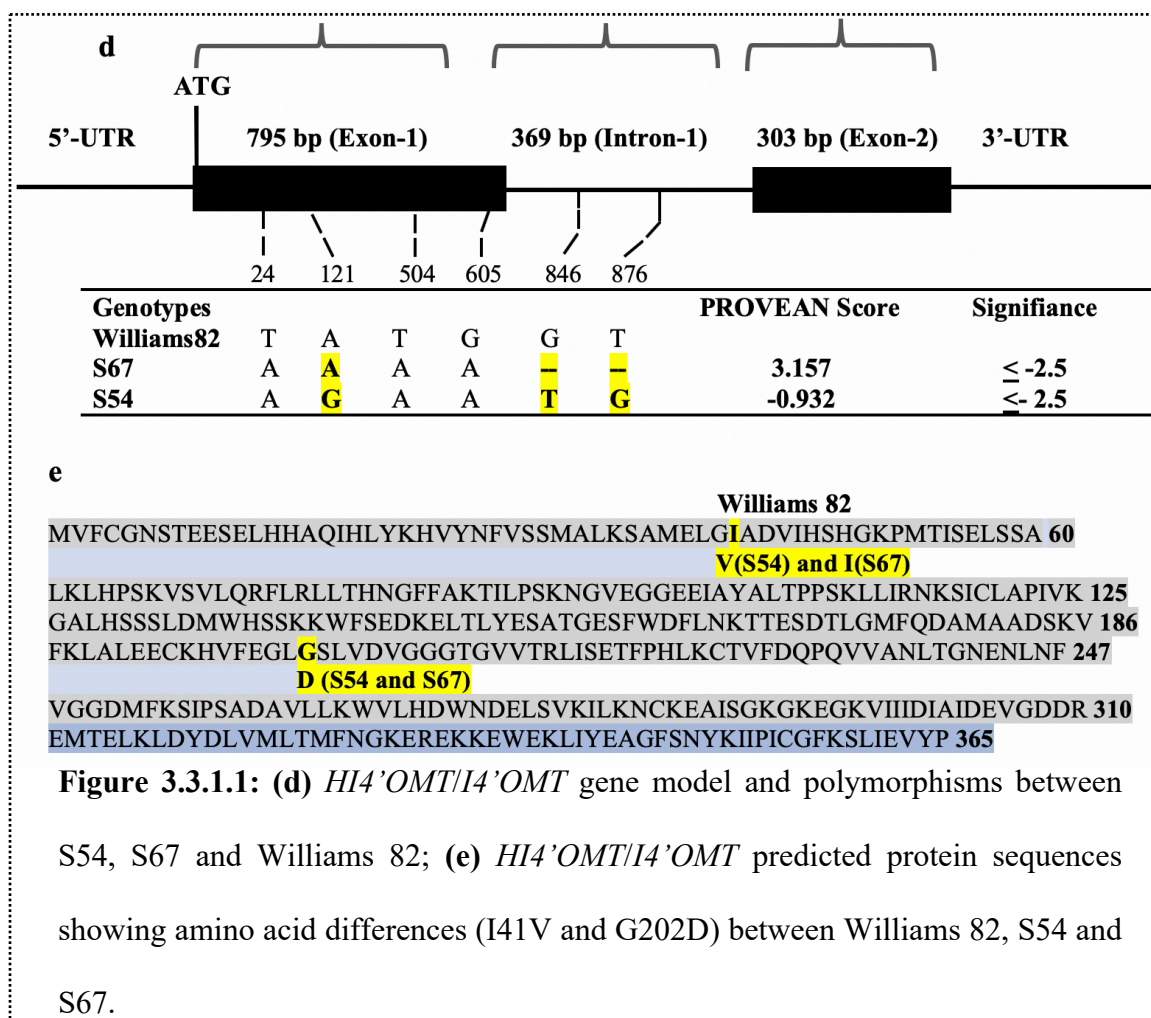 d
ATG
5’-UTR 795 bp (Exon-1) 369 bp (Intron-1) 303 bp (Exon-2) 3’-UTR
24 121 504 605 846 876
Genotypes PROVEAN Score Signifiance
Williams82 T A T G G T
S67 A A A A -- -- 3.157 ≤ -2.5
S54 A G A A T G -0.932 ≤- 2.5
e
Williams 82
MVFCGNSTEESELHHAQIHLYKHVYNFVSSMALKSAMELGIADVIHSHGKPMTISELSSA 60
V(S54) and I(S67)
LKLHPSKVSVLQRFLRLLTHNGFFAKTILPSKNGVEGGEEIAYALTPPSKLLIRNKSICLAPIVK 125
GALHSSSLDMWHSSKKWFSEDKELTLYESATGESFWDFLNKTTESDTLGMFQDAMAADSKV 186
FKLALEECKHVFEGLGSLVDVGGGTGVVTRLISETFPHLKCTVFDQPQVVANLTGNENLNF 247
D (S54 and S67)
VGGDMFKSIPSADAVLLKWVLHDWNDELSVKILKNCKEAISGKGKEGKVIIIDIAIDEVGDDR 310
EMTELKLDYDLVMLTMFNGKEREKKEWEKLIYEAGFSNYKIIPICGFKSLIEVYP 365
Figure 3.3.1.1: (d) HI4’OMT/I4’OMT gene model and polymorphisms between
S54, S67 and Williams 82; (e) HI4’OMT/I4’OMT predicted protein sequences
showing amino acid differences (I41V and G202D) between Williams 82, S54 and
S67.